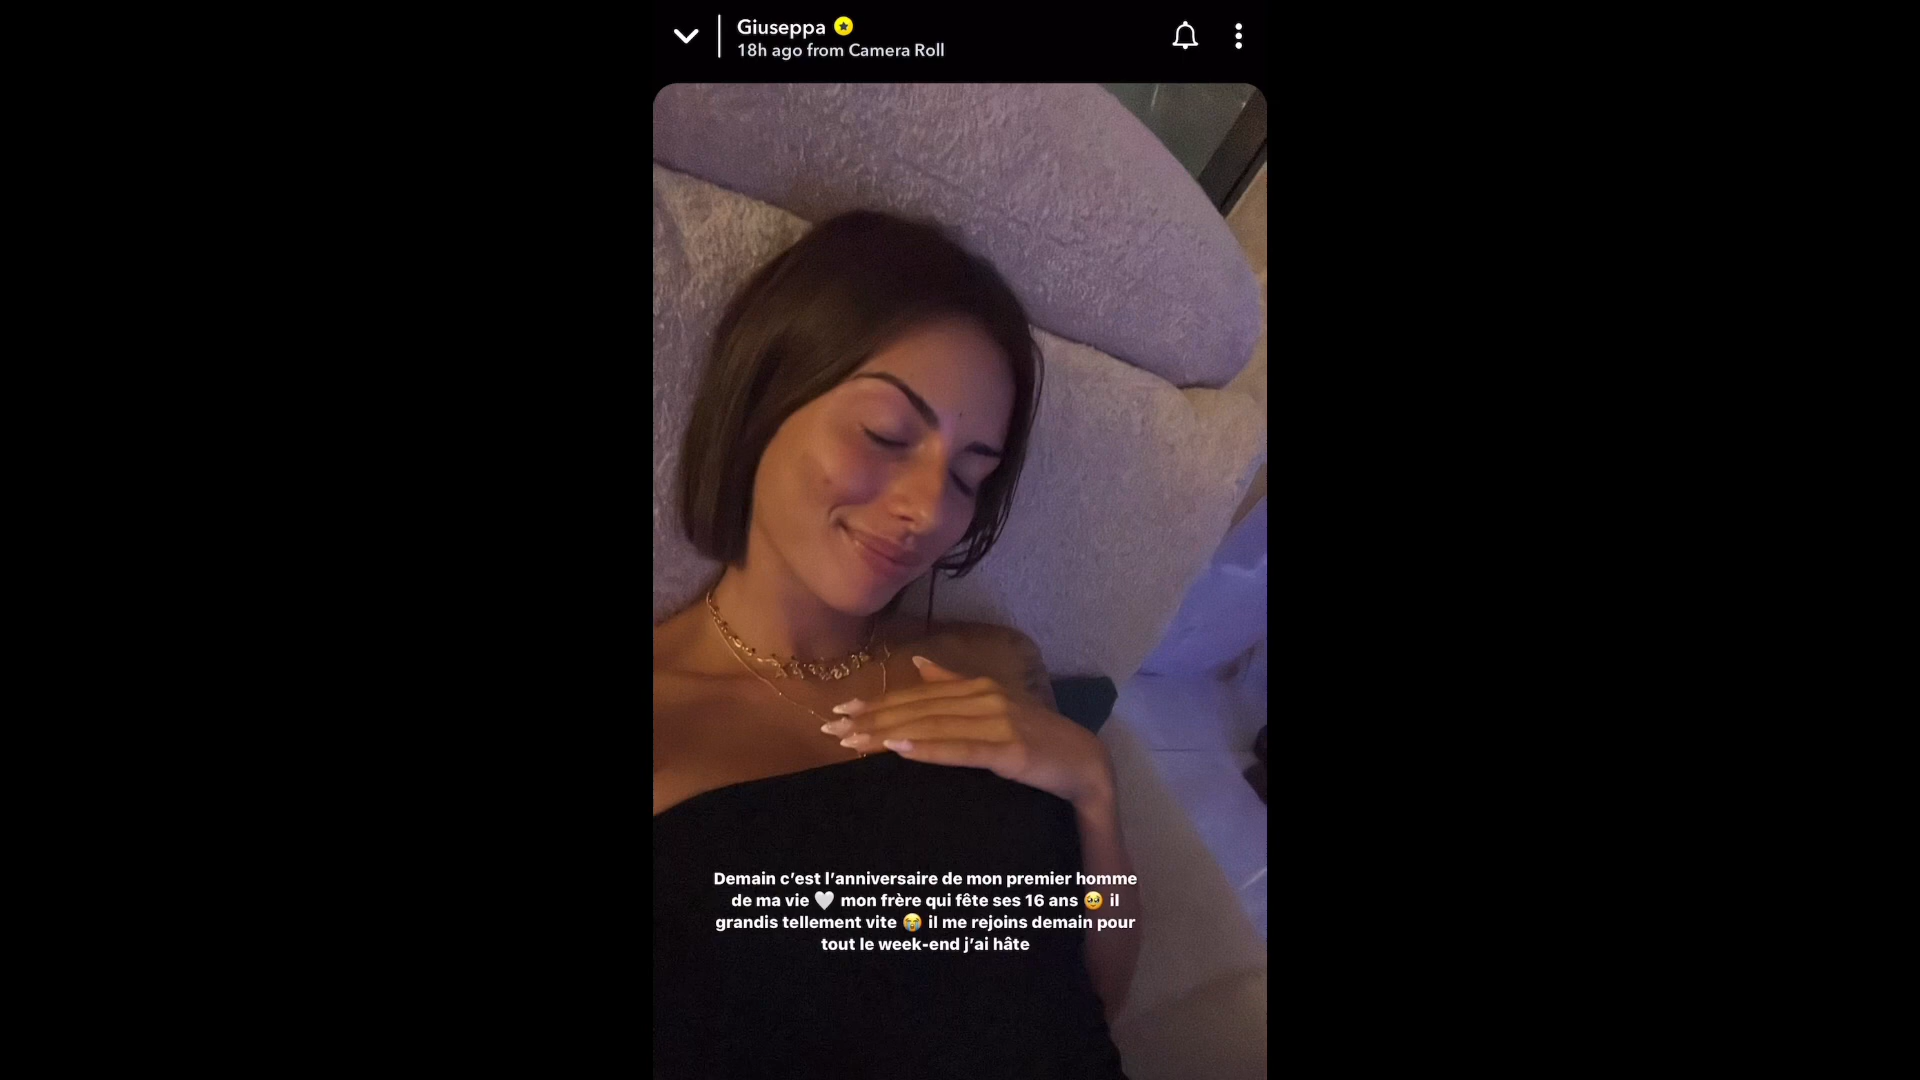 Giuseppa
18h ago from Camera Roll
Demain c’est l’anniversaire de mon premier homme
de ma vie 🤍 mon frère qui fête ses 16 ans 🥹 il
grandis tellement vite 😭 il me rejoins demain pour
tout le week-end j’ai hâte